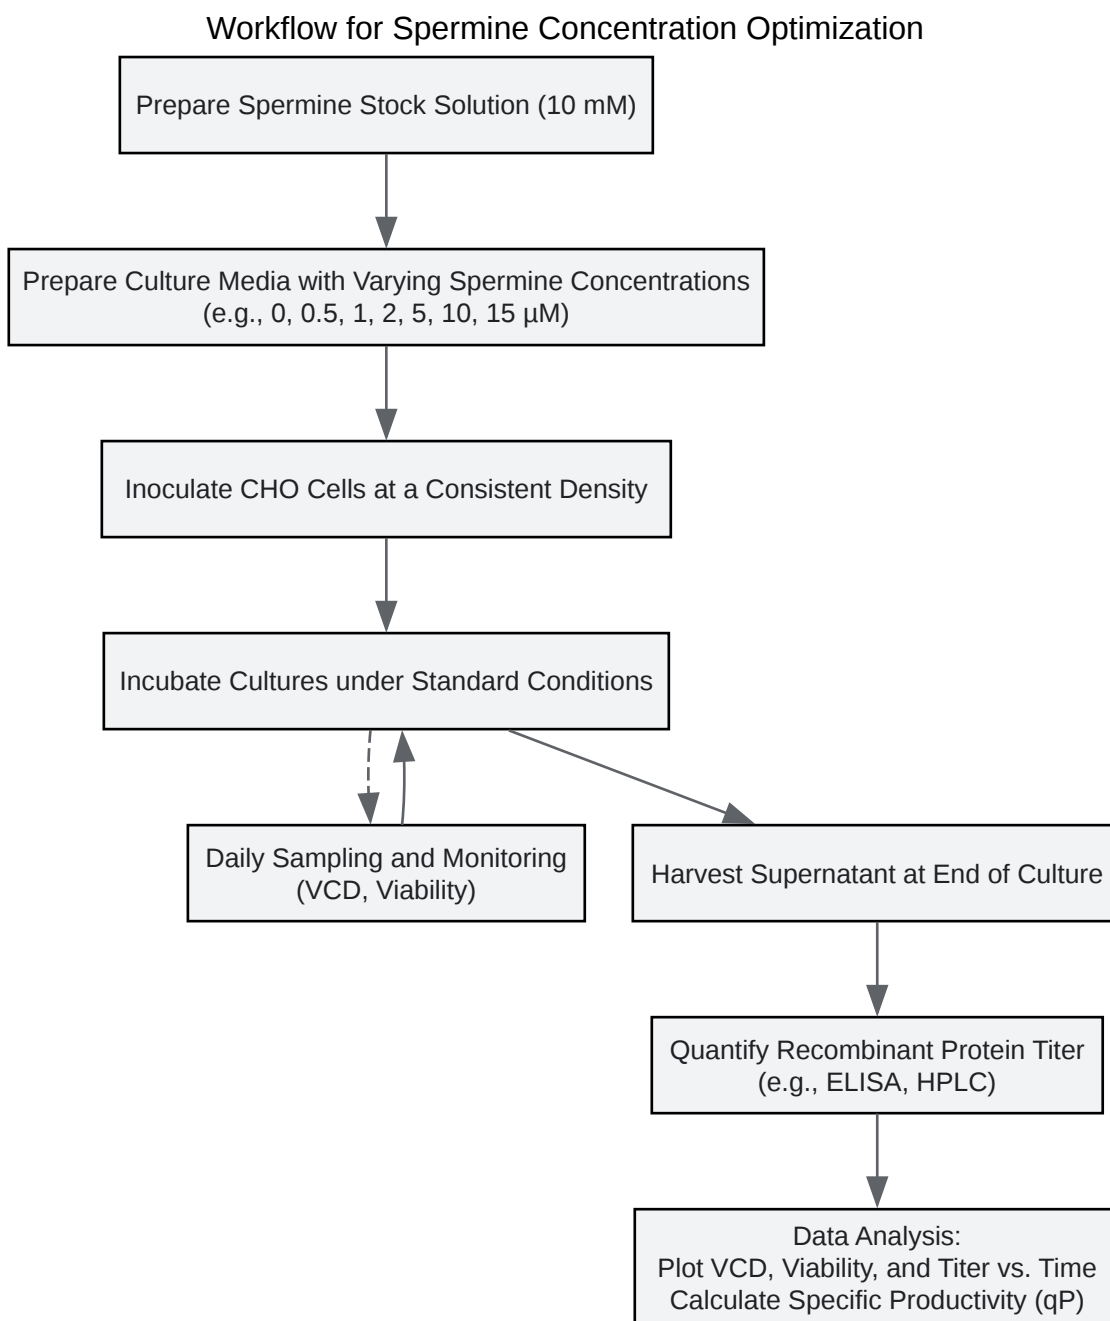 Workflow for Spermine Concentration Optimization
Prepare Spermine Stock Solution (10 mM)
Prepare Culture Media with Varying Spermine Concentrations
(e.g., 0, 0.5, 1, 2, 5, 10, 15 µM)
Inoculate CHO Cells at a Consistent Density
Incubate Cultures under Standard Conditions
Daily Sampling and Monitoring
(VCD, Viability)
Harvest Supernatant at End of Culture
Quantify Recombinant Protein Titer
(e.g., ELISA, HPLC)
Data Analysis:
Plot VCD, Viability, and Titer vs. Time
Calculate Specific Productivity (qP)